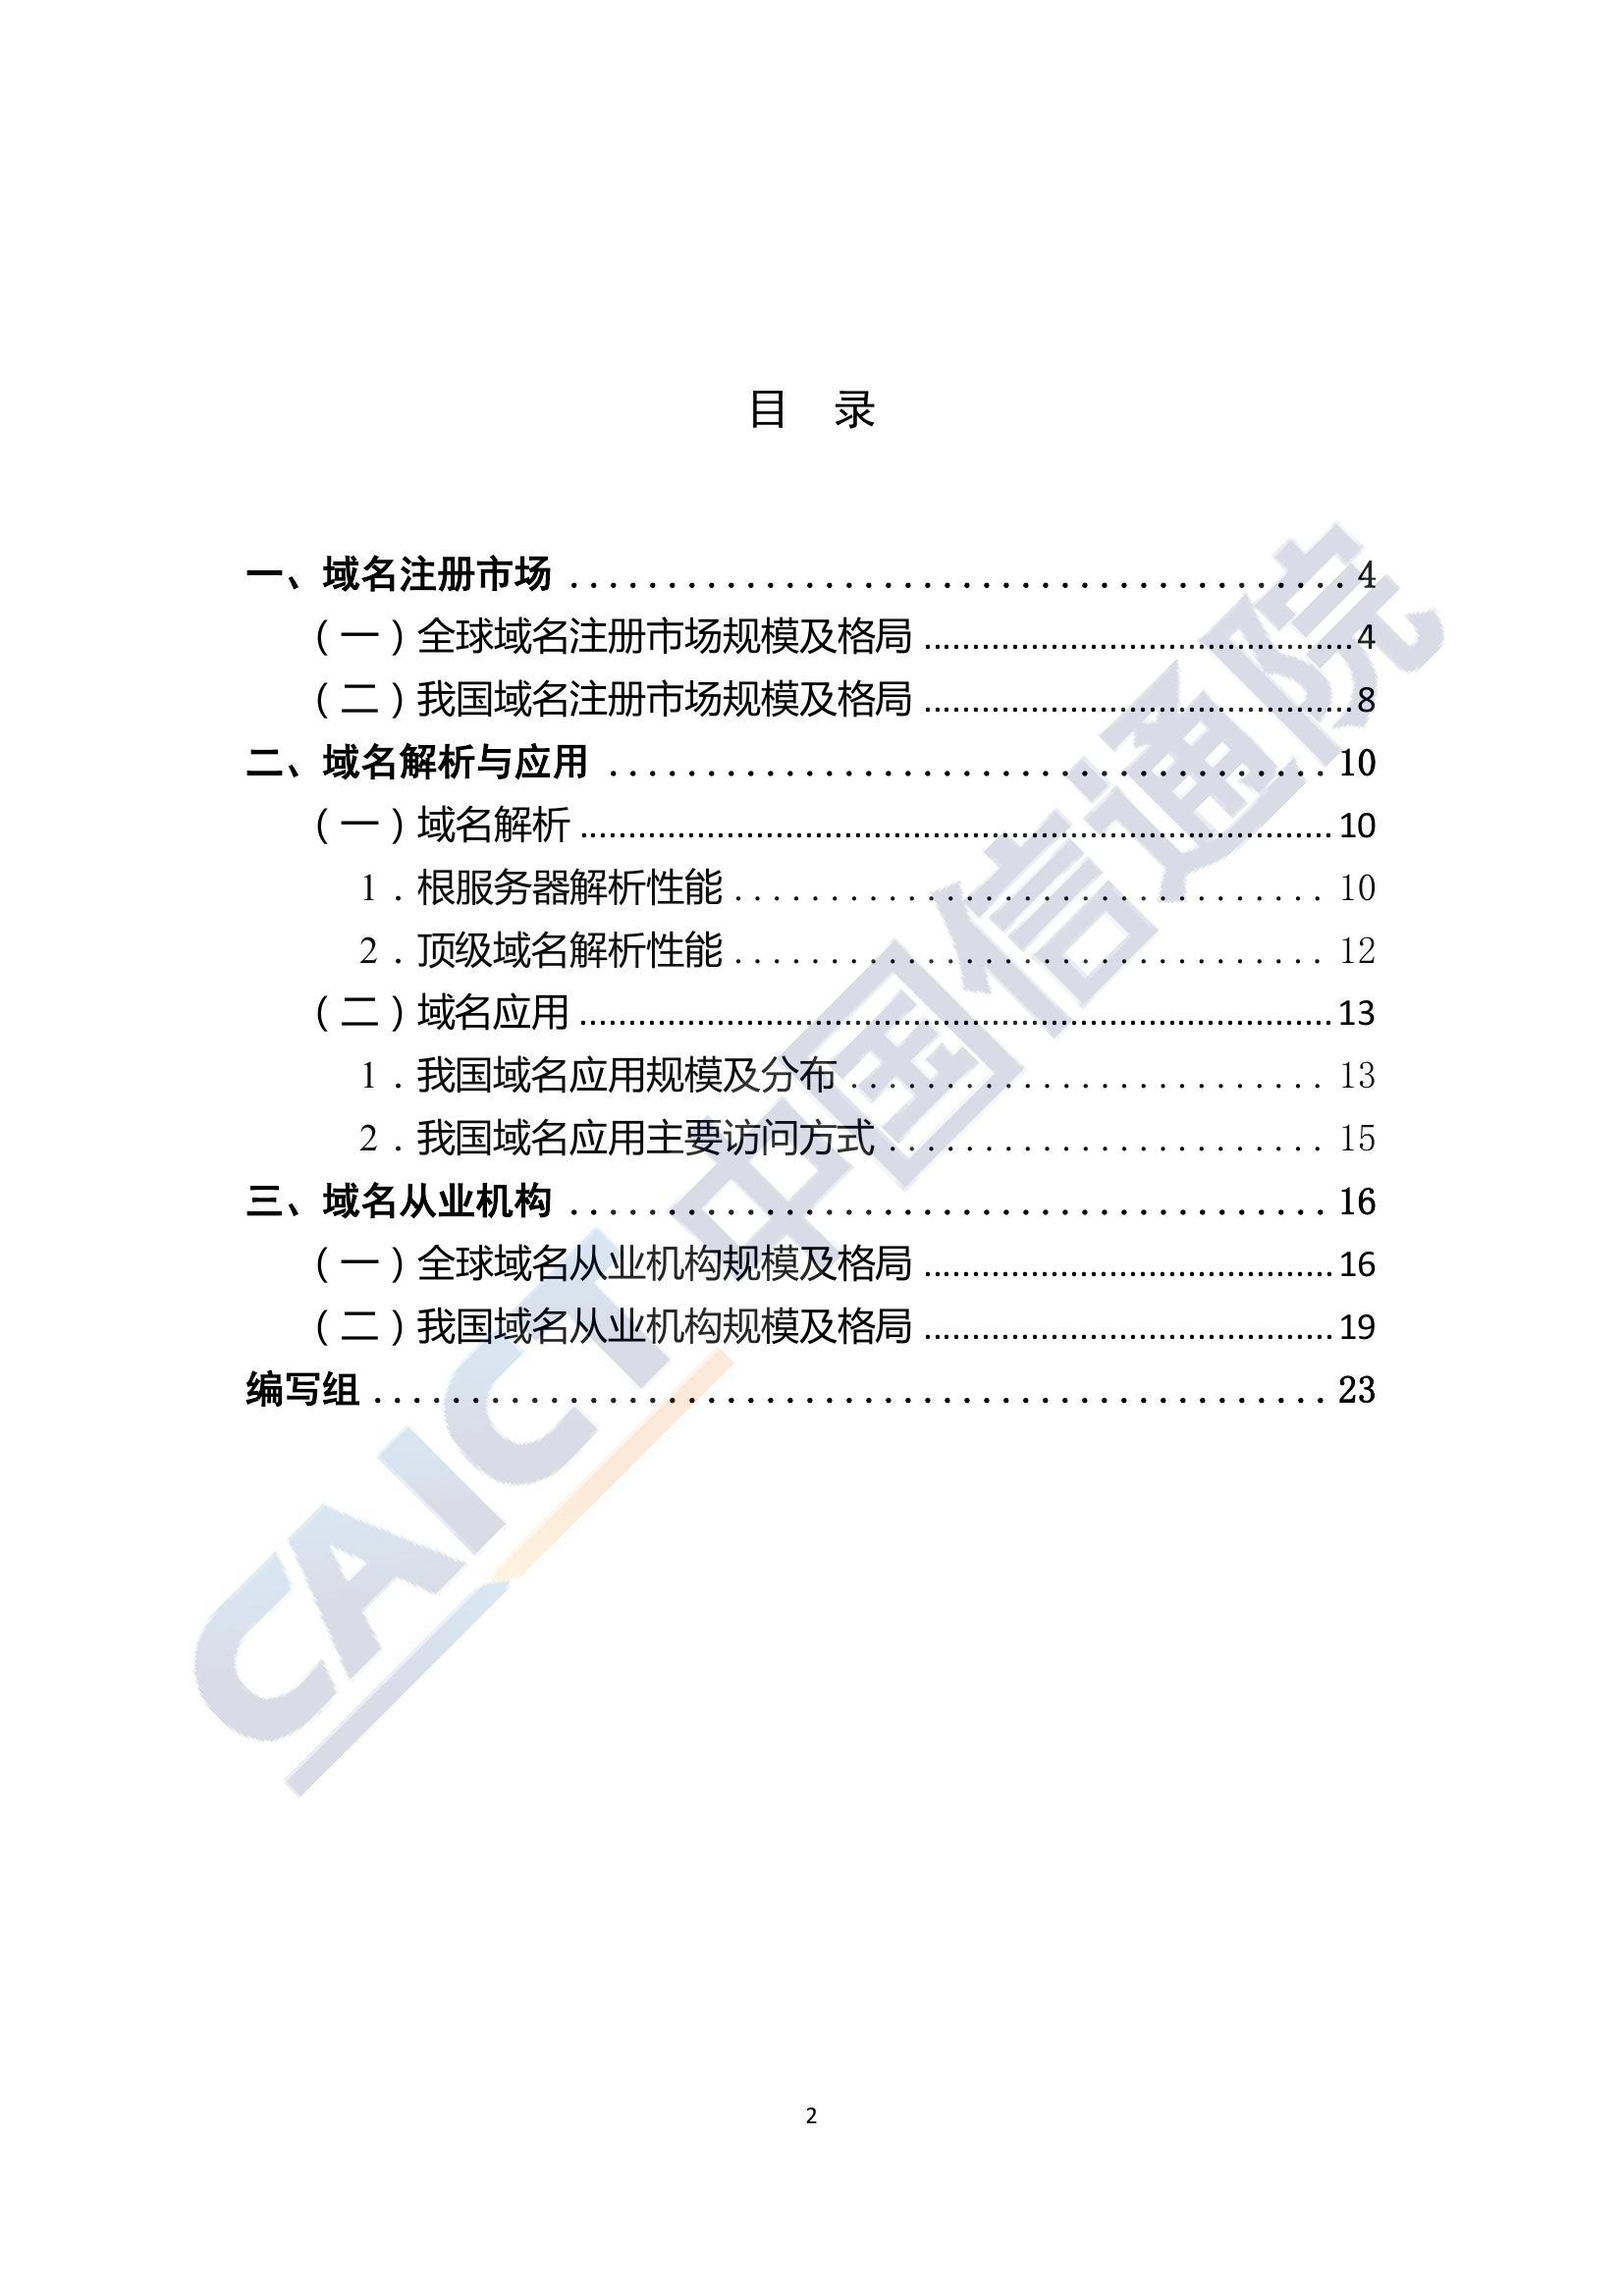 目 录
一、域名注册市场 ........................................ 4
（一）全球域名注册市场规模及格局 ........................................ 4
（二）我国域名注册市场规模及格局 ........................................ 8
二、域名解析与应用 ..................................... 10
（一）域名解析 ........................................ 10
1．根服务器解析性能 ............................... 10
2．顶级域名解析性能 ............................... 12
（二）域名应用 ........................................ 13
1．我国域名应用规模及分布 ......................... 13
2．我国域名应用主要访问方式 ....................... 15
三、域名从业机构 ....................................... 16
（一）全球域名从业机构规模及格局 ........................................ 16
（二）我国域名从业机构规模及格局 ........................................ 19
编写组 ................................................. 23
CAICT 中国信通院
2